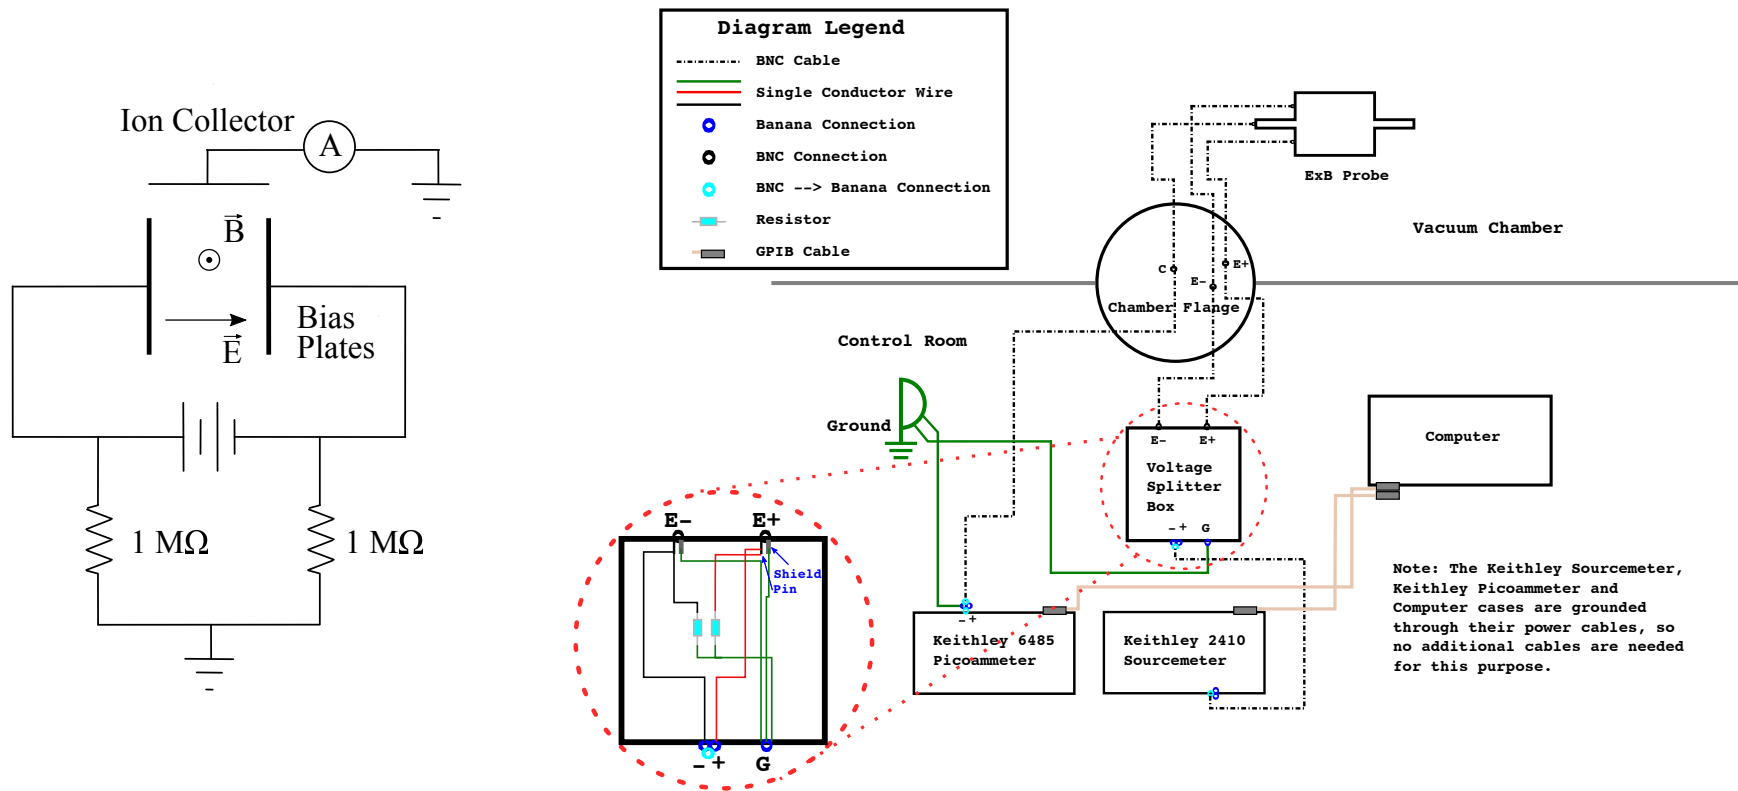 Ion Collector
A
B
E
Bias
Plates
1 MΩ
1 MΩ
Diagram Legend
BNC Cable
Single Conductor Wire
Banana Connection
BNC Connection
BNC --> Banana Connection
Resistor
GPIB Cable
ExB Probe
Vacuum Chamber
C
E-
E+
Chamber Flange
Control Room
Ground
E- E+
Voltage
Splitter
Box
- + G
Computer
- +
Keithley 6485
Picoammeter
Keithley 2410
Sourcemeter
Note: The Keithley Sourcemeter,
Keithley Picoammeter and
Computer cases are grounded
through their power cables, so
no additional cables are needed
for this purpose.
E- E+
Shield
Pin
- + G